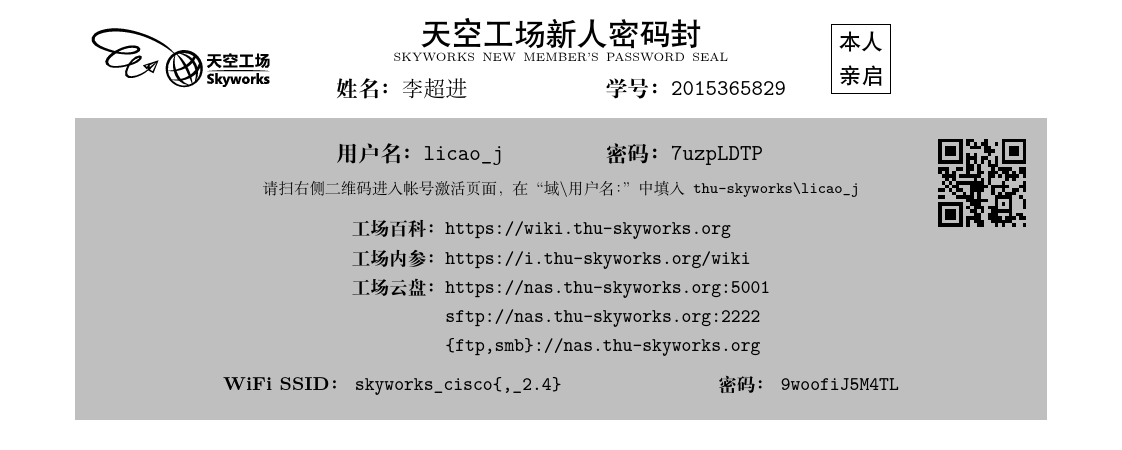 天空工场
Skyworks
天空工场新人密码封
SKYWORKS NEW MEMBER'S PASSWORD SEAL
姓名：李超进 学号：2015365829
本人
亲启
用户名：licao_j 密码：7uzpLDTP
请扫右侧二维码进入帐号激活页面，在“域\用户名：”中填入 thu-skyworks\licao_j
工场百科：https://wiki.thu-skyworks.org
工场内参：https://i.thu-skyworks.org/wiki
工场云盘：https://nas.thu-skyworks.org:5001
sftp://nas.thu-skyworks.org:2222
{ftp,smb}://nas.thu-skyworks.org
WiFi SSID： skyworks_cisco{,_2.4} 密码： 9woofiJ5M4TL